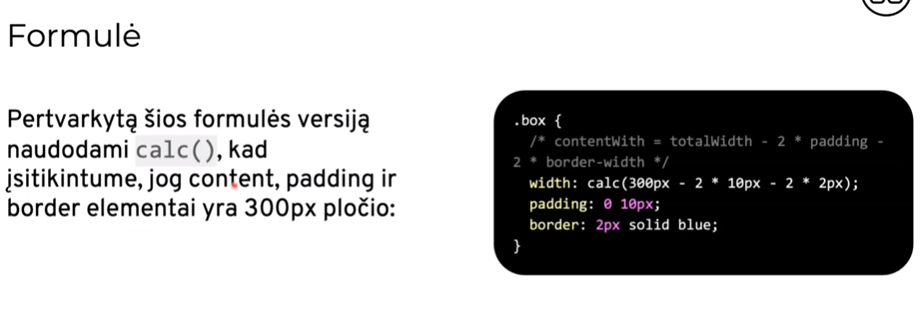 Formulė
Pertvarkytą šios formulės versiją
naudodami calc(), kad
įsitikintume, jog content, padding ir
border elementai yra 300px pločio:
.box {
/* contentWith = totalWidth - 2 * padding -
2 * border-width */
width: calc(300px - 2 * 10px - 2 * 2px);
padding: 0 10px;
border: 2px solid blue;
}